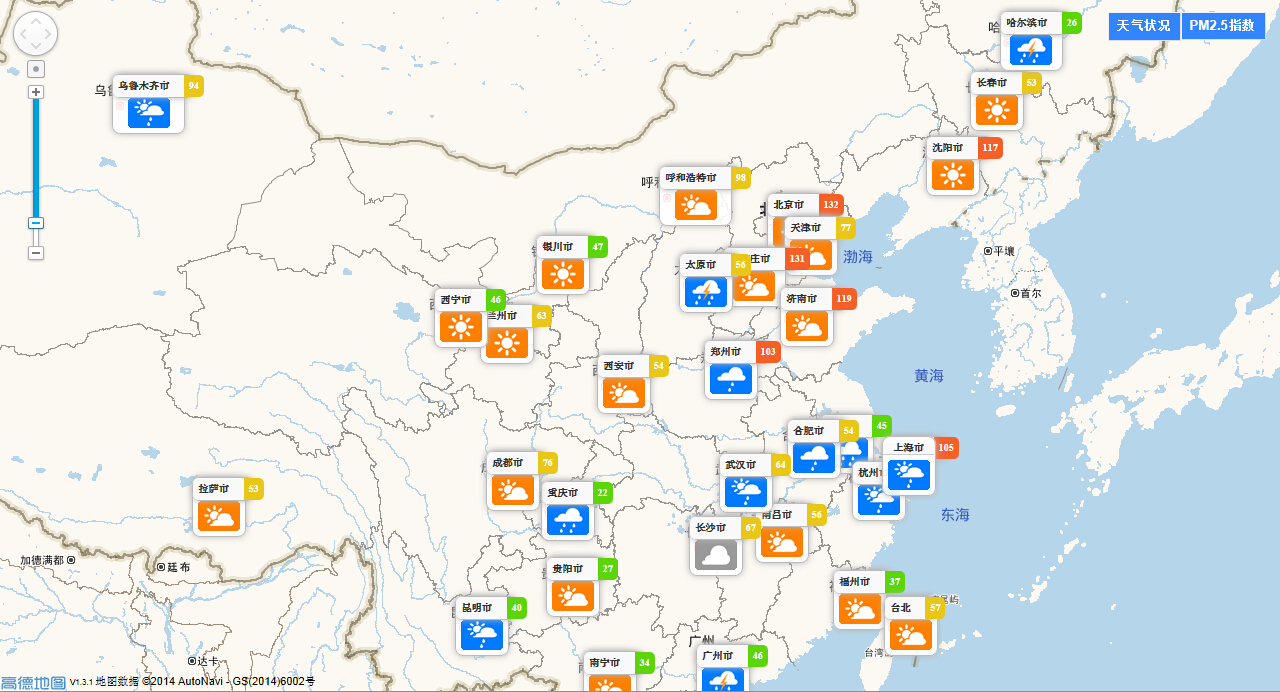 天气状况
PM2.5指数
哈尔滨市 26
长春市 53
乌鲁木齐市 94
沈阳市 117
呼和浩特市 98
北京市 132
天津市 77
银川市 47
渤海
平壤
太原市 56
庄市 131
首尔
西宁市 46
兰州市 63
济南市 119
郑州市 103
西安市 54
黄海
合肥市 54
45
上海市 105
成都市 76
武汉市 64
杭州
拉萨市 53
重庆市 22
南昌市 56
东海
长沙市 67
加德满都
廷布
贵阳市 27
福州市 37
昆明市 40
台北 57
广州
台湾
南宁市 34
广州市 46
达卡
高德地图 V1.3.1 地图数据 ©2014 AutoNavi - GS(2014)6002号